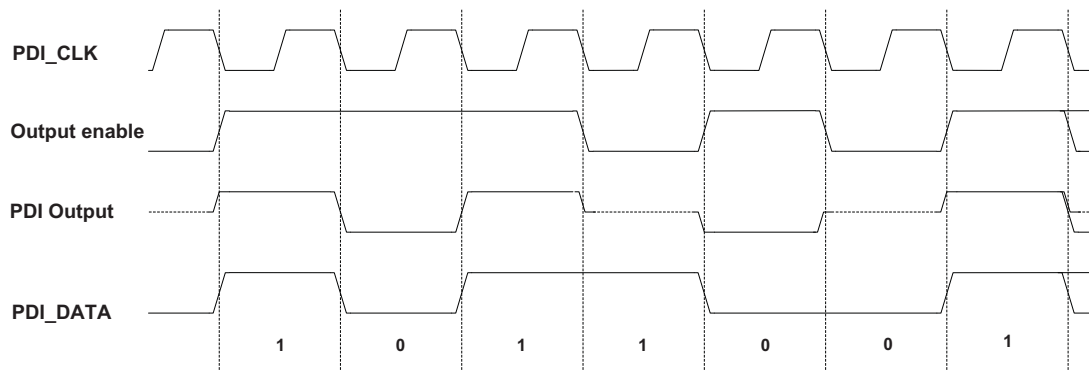 PDI_CLK
Output enable
PDI Output
PDI_DATA
1 0 1 1 0 0 1